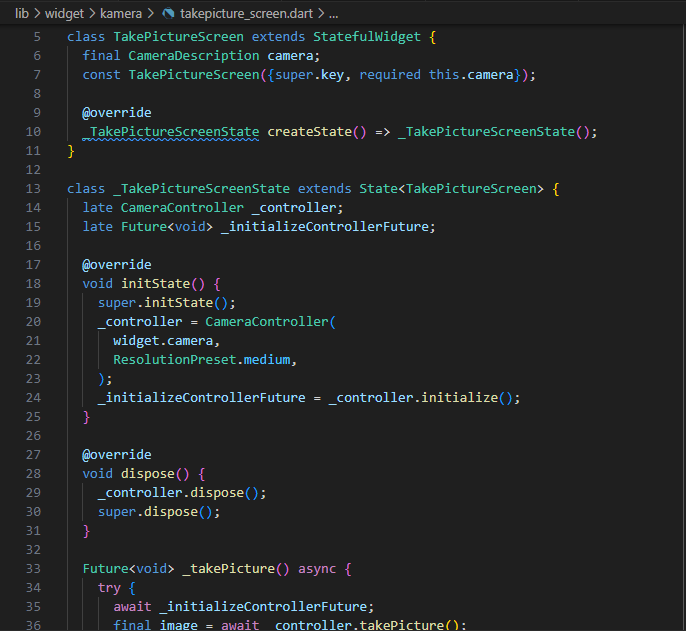 lib > widget > kamera > takepicture_screen.dart > ...
5 class TakePictureScreen extends StatefulWidget {
6 final CameraDescription camera;
7 const TakePictureScreen({super.key, required this.camera});
8
9 @override
10 _TakePictureScreenState createState() => _TakePictureScreenState();
11 }
12
13 class _TakePictureScreenState extends State<TakePictureScreen> {
14 late CameraController _controller;
15 late Future<void> _initializeControllerFuture;
16
17 @override
18 void initState() {
19 super.initState();
20 _controller = CameraController(
21 widget.camera,
22 ResolutionPreset.medium,
23 );
24 _initializeControllerFuture = _controller.initialize();
25 }
26
27 @override
28 void dispose() {
29 _controller.dispose();
30 super.dispose();
31 }
32
33 Future<void> _takePicture() async {
34 try {
35 await _initializeControllerFuture;
36 final image = await _controller.takePicture();